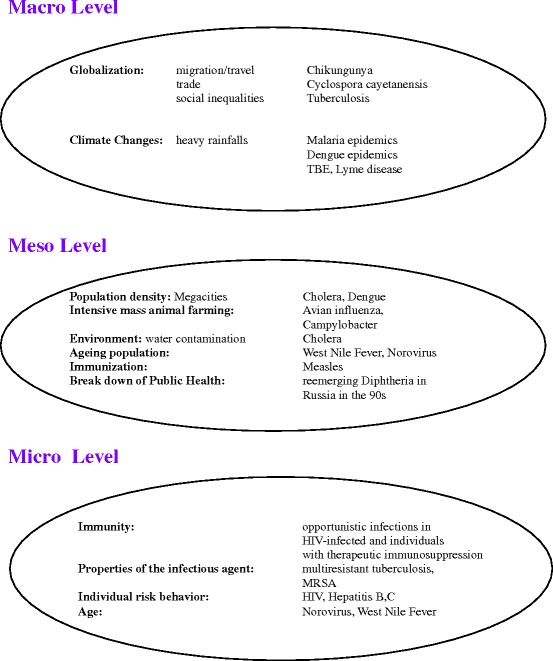 Macro Level
Globalization: migration/travel Chikungunya
trade Cyclospora cayetanensis
social inequalities Tuberculosis
Climate Changes: heavy rainfalls Malaria epidemics
Dengue epidemics
TBE, Lyme disease
Meso Level
Population density: Megacities Cholera, Dengue
Intensive mass animal farming: Avian influenza,
Campylobacter
Environment: water contamination Cholera
Ageing population: West Nile Fever, Norovirus
Immunization: Measles
Break down of Public Health: reemerging Diphtheria in
Russia in the 90s
Micro Level
Immunity: opportunistic infections in
HIV-infected and individuals
with therapeutic immunosuppression
Properties of the infectious agent: multiresistant tuberculosis,
MRSA
Individual risk behavior: HIV, Hepatitis B,C
Age: Norovirus, West Nile Fever